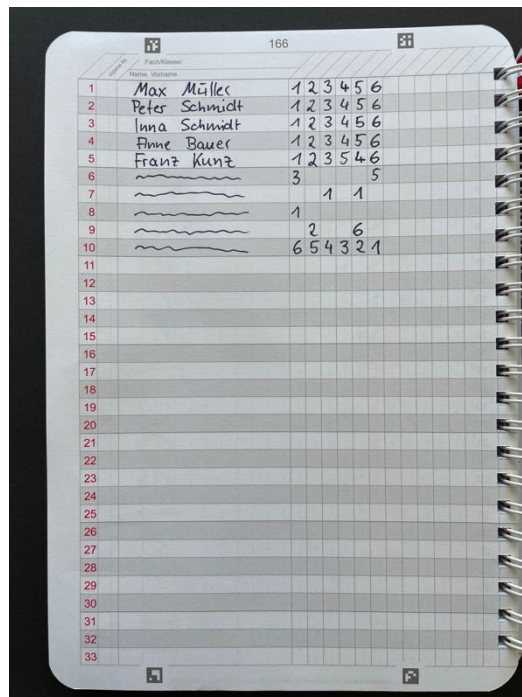 166
eigene Nr.
Fach/Klasse:
Name, Vorname
1 Max Müller 1 2 3 4 5 6
2 Peter Schmidt 1 2 3 4 5 6
3 Inna Schmidt 1 2 3 4 5 6
4 Anne Bauer 1 2 3 4 5 6
5 Franz Kunz 1 2 3 5 4 6
6 3 5
7 1 1
8 1
9 2 6
10 6 5 4 3 2 1
11
12
13
14
15
16
17
18
19
20
21
22
23
24
25
26
27
28
29
30
31
32
33